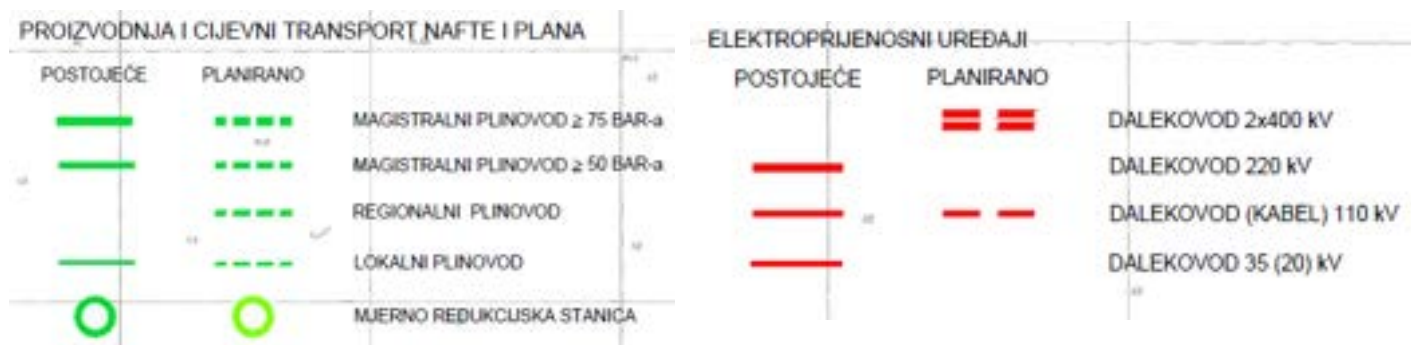 PROIZVODNJA I CIJEVNI TRANSPORT NAFTE I PLANA
POSTOJEĆE PLANIRANO
MAGISTRALNI PLINOVOD ≥ 75 BAR-a
MAGISTRALNI PLINOVOD ≥ 50 BAR-a
REGIONALNI PLINOVOD
LOKALNI PLINOVOD
MJERNO REDUKCIJSKA STANICA
ELEKTROPRIJENOSNI UREĐAJI
POSTOJEĆE PLANIRANO
DALEKOVOD 2x400 kV
DALEKOVOD 220 kV
DALEKOVOD (KABEL) 110 kV
DALEKOVOD 35 (20) kV